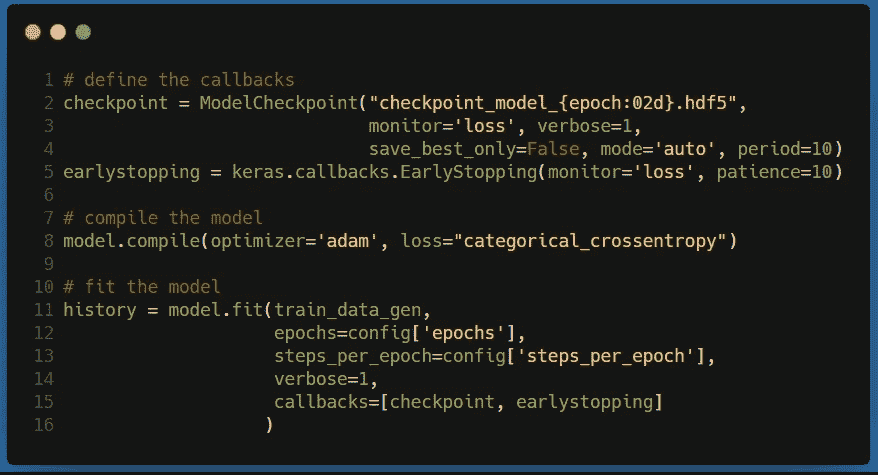 1 # define the callbacks
2 checkpoint = ModelCheckpoint("checkpoint_model_{epoch:02d}.hdf5",
3                              monitor='loss', verbose=1,
4                              save_best_only=False, mode='auto', period=10)
5 earlystopping = keras.callbacks.EarlyStopping(monitor='loss', patience=10)
6
7 # compile the model
8 model.compile(optimizer='adam', loss="categorical_crossentropy")
9
10 # fit the model
11 history = model.fit(train_data_gen,
12                     epochs=config['epochs'],
13                     steps_per_epoch=config['steps_per_epoch'],
14                     verbose=1,
15                     callbacks=[checkpoint, earlystopping]
16                    )